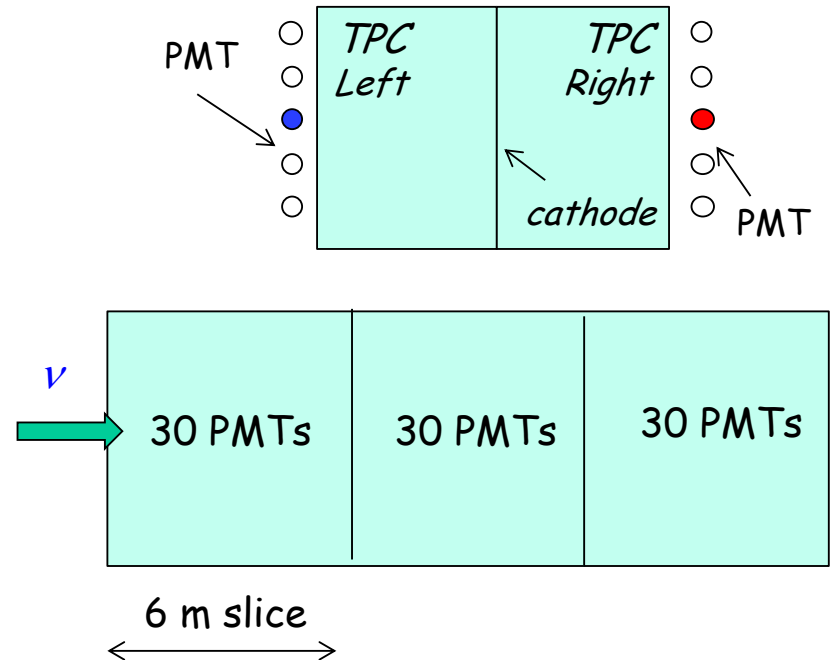 PMT
TPC
Left
TPC
Right
cathode
PMT
ν
30 PMTs
30 PMTs
30 PMTs
6 m slice